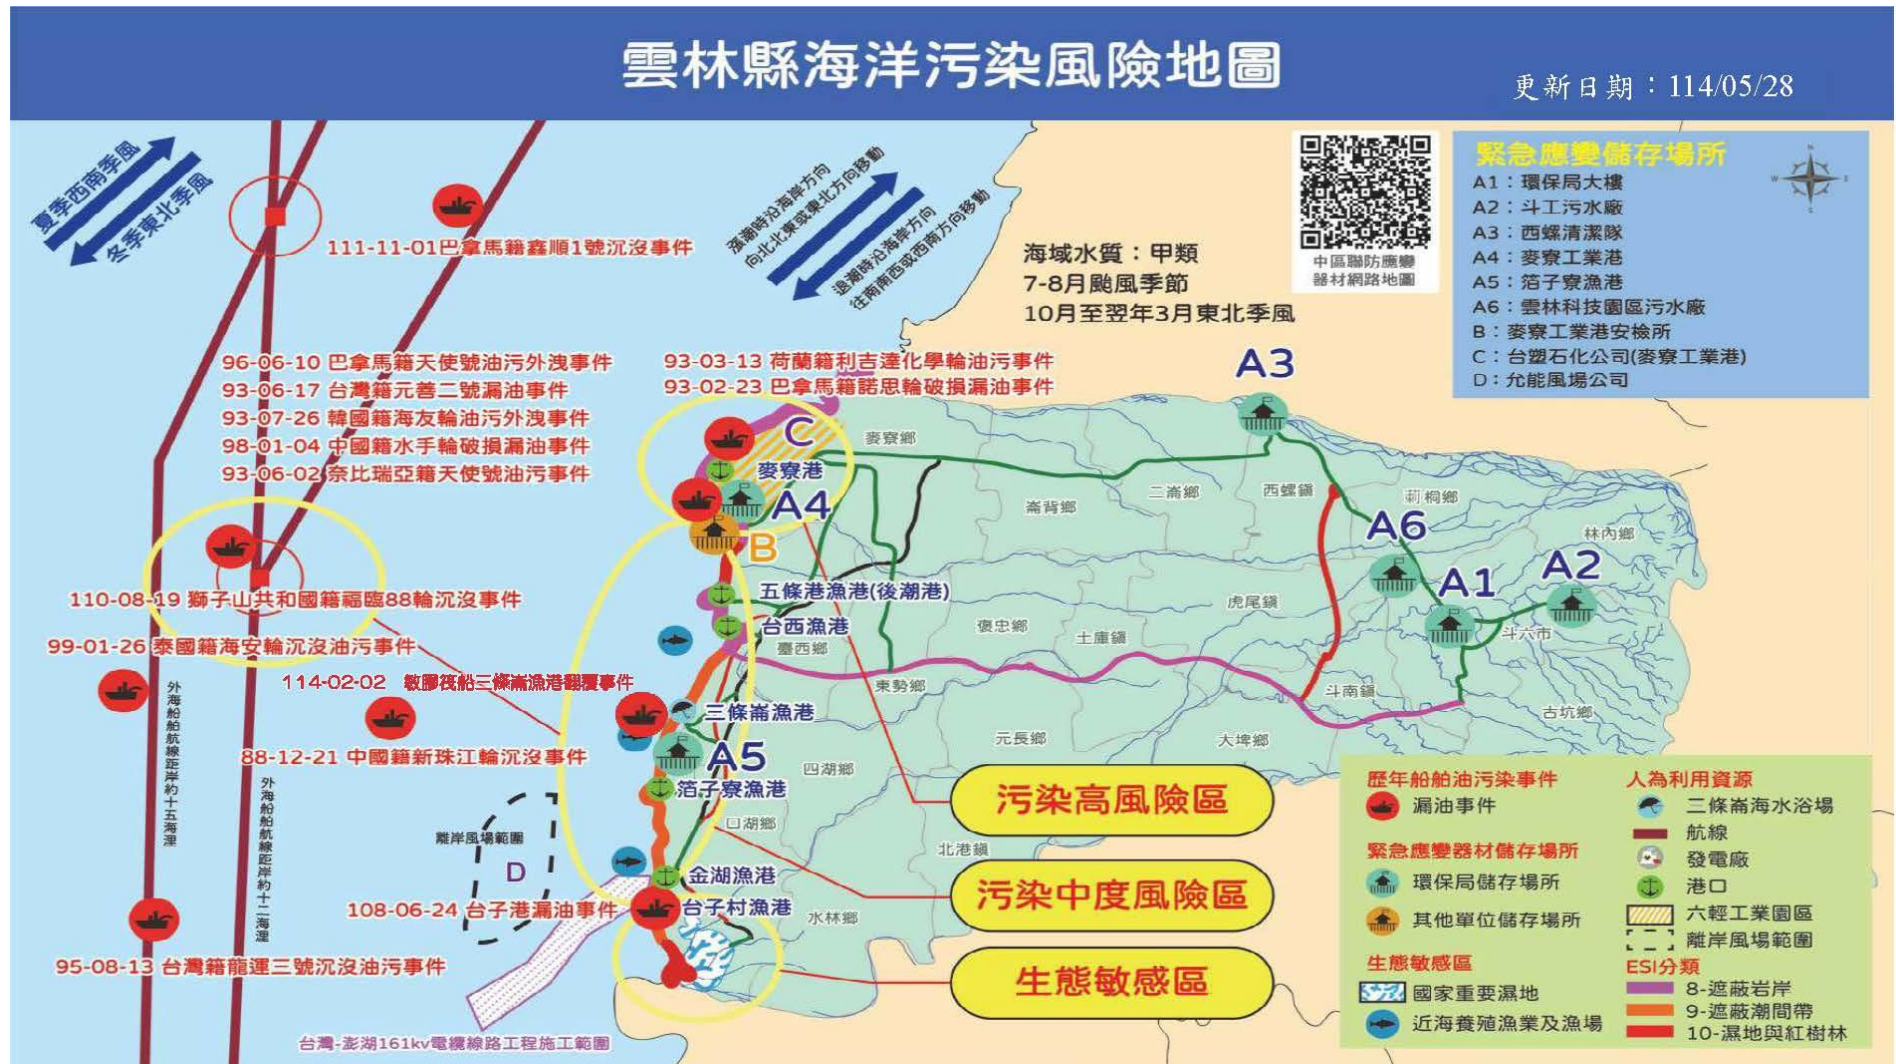 雲林縣海洋污染風險地圖
更新日期：114/05/28
夏季西南季風
冬季東北季風
漲潮時沿海岸方向
向北北東或東北方向移動
退潮時沿海岸方向
往南南西或西南方向移動
海域水質：甲類
7-8月颱風季節
10月至翌年3月東北季風
中區聯防應變
器材網路地圖
緊急應變儲存場所
N
W
E
S
A1：環保局大樓
A2：斗工污水廠
A3：西螺清潔隊
A4：麥寮工業港
A5：箔子寮漁港
A6：雲林科技園區污水廠
B：麥寮工業港安檢所
C：台塑石化公司(麥寮工業港)
D：允能風場公司
111-11-01巴拿馬籍鑫順1號沉沒事件
96-06-10 巴拿馬籍天使號油污外洩事件
93-06-17 台灣籍元善二號漏油事件
93-07-26 韓國籍海友輪油污外洩事件
98-01-04 中國籍水手輪破損漏油事件
93-06-02 奈比瑞亞籍天使號油污事件
93-03-13 荷蘭籍利吉達化學輪油污事件
93-02-23 巴拿馬籍諾思輪破損漏油事件
110-08-19 獅子山共和國籍福臨88輪沉沒事件
99-01-26 泰國籍海安輪沉沒油污事件
114-02-02 敏膠筏船三條崙漁港翻覆事件
88-12-21 中國籍新珠江輪沉沒事件
108-06-24 台子港漏油事件
95-08-13 台灣籍龍運三號沉沒油污事件
外海船舶航線距岸約十五海浬
外海船舶航線距岸約十二海浬
離岸風場範圍
D
台灣-澎湖161kv電纜線路工程施工範圍
A3
C
麥寮鄉
麥寮港
A4
B
二崙鄉
西螺鎮
莿桐鄉
崙背鄉
林內鄉
A6
A1
A2
五條港漁港(後潮港)
台西漁港
臺西鄉
褒忠鄉
土庫鎮
虎尾鎮
斗六市
東勢鄉
斗南鎮
古坑鄉
三條崙漁港
元長鄉
大埤鄉
A5
四湖鄉
箔子寮漁港
口湖鄉
北港鎮
金湖漁港
台子村漁港
水林鄉
污染高風險區
污染中度風險區
生態敏感區
歷年船舶油污染事件
漏油事件
緊急應變器材儲存場所
環保局儲存場所
其他單位儲存場所
生態敏感區
國家重要濕地
近海養殖漁業及漁場
人為利用資源
三條崙海水浴場
航線
發電廠
港口
六輕工業園區
離岸風場範圍
ESI分類
8-遮蔽岩岸
9-遮蔽潮間帶
10-濕地與紅樹林